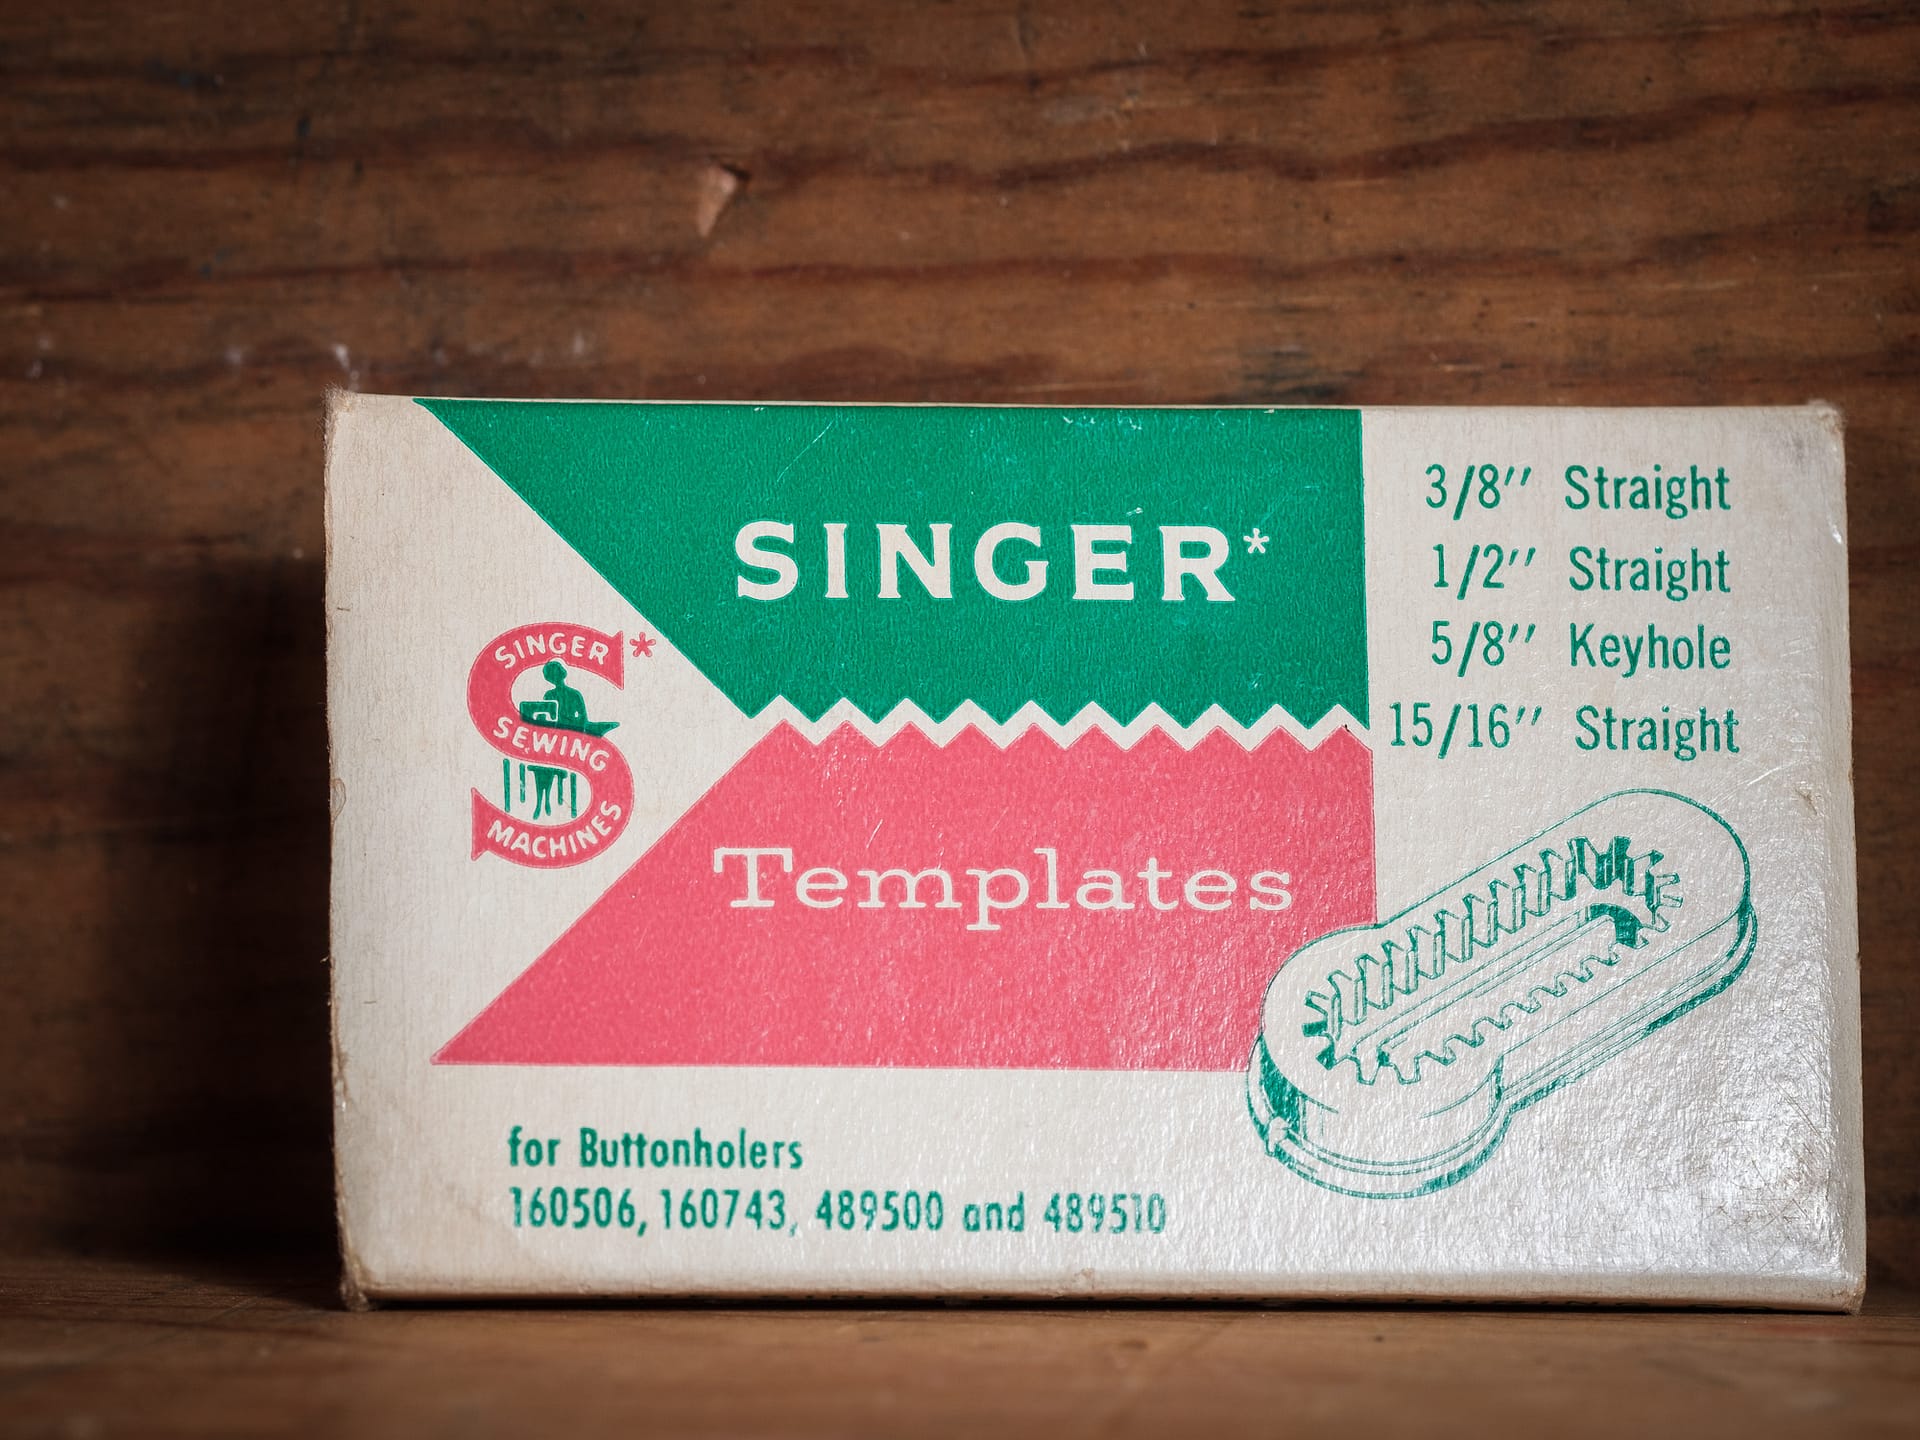 SINGER*
SINGER*
SEWING
MACHINES
Templates
3/8" Straight
1/2" Straight
5/8" Keyhole
15/16" Straight
for Buttonholers
160506, 160743, 489500 and 489510